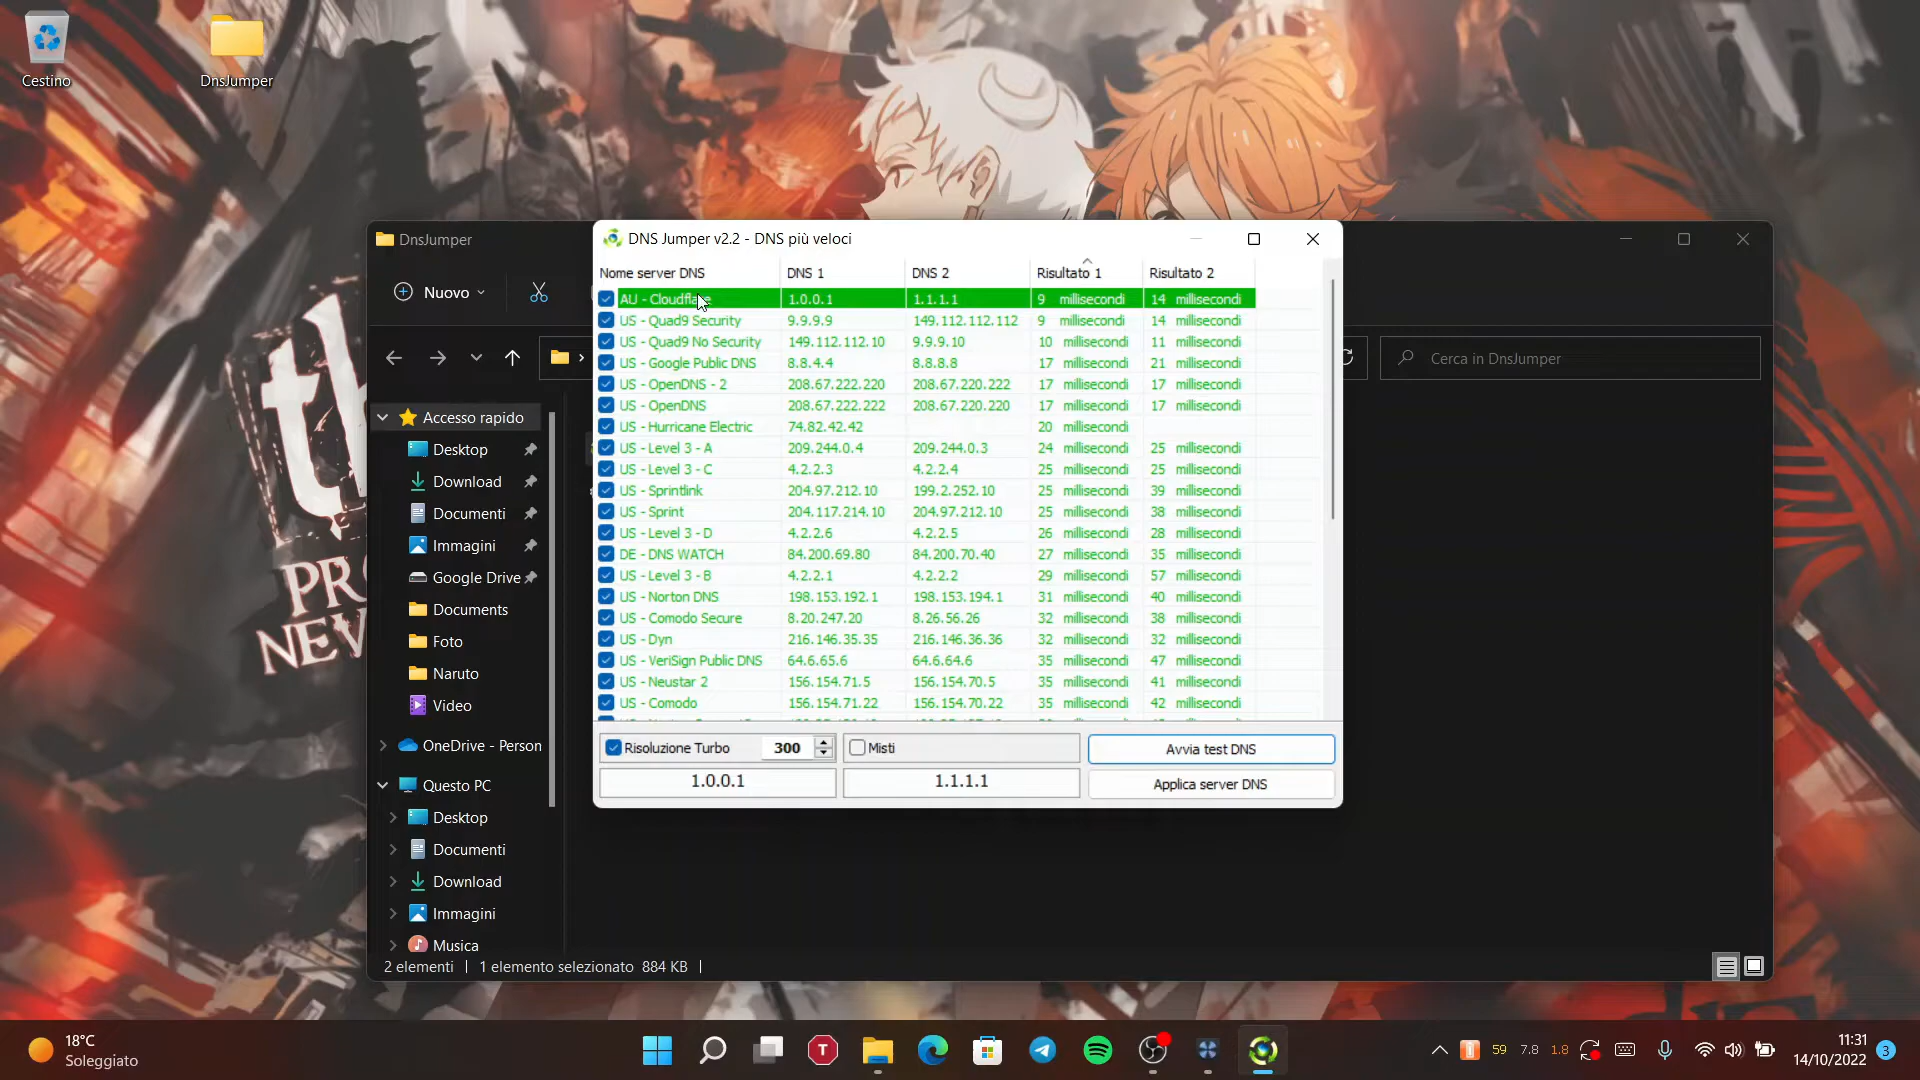 Cestino
DnsJumper
PR
NEV
DnsJumper
Nuovo
Cerca in DnsJumper
Accesso rapido
Desktop
Download
Documenti
Immagini
Google Drive
Documents
Foto
Naruto
Video
OneDrive - Person
Questo PC
Desktop
Documenti
Download
Immagini
Musica
2 elementi
1 elemento selezionato 884 KB
DNS Jumper v2.2 - DNS più veloci
Nome server DNS DNS 1 DNS 2 Risultato 1 Risultato 2
AU - Cloudflare 1.0.0.1 1.1.1.1 9 millisecondi 14 millisecondi
US - Quad9 Security 9.9.9.9 149.112.112.112 9 millisecondi 14 millisecondi
US - Quad9 No Security 149.112.112.10 9.9.9.10 10 millisecondi 11 millisecondi
US - Google Public DNS 8.8.4.4 8.8.8.8 17 millisecondi 21 millisecondi
US - OpenDNS - 2 208.67.222.220 208.67.220.222 17 millisecondi 17 millisecondi
US - OpenDNS 208.67.222.222 208.67.220.220 17 millisecondi 17 millisecondi
US - Hurricane Electric 74.82.42.42 20 millisecondi
US - Level 3 - A 209.244.0.4 209.244.0.3 24 millisecondi 25 millisecondi
US - Level 3 - C 4.2.2.3 4.2.2.4 25 millisecondi 25 millisecondi
US - Sprintlink 204.97.212.10 199.2.252.10 25 millisecondi 39 millisecondi
US - Sprint 204.117.214.10 204.97.212.10 25 millisecondi 38 millisecondi
US - Level 3 - D 4.2.2.6 4.2.2.5 26 millisecondi 28 millisecondi
DE - DNS WATCH 84.200.69.80 84.200.70.40 27 millisecondi 35 millisecondi
US - Level 3 - B 4.2.2.1 4.2.2.2 29 millisecondi 57 millisecondi
US - Norton DNS 198.153.192.1 198.153.194.1 31 millisecondi 40 millisecondi
US - Comodo Secure 8.20.247.20 8.26.56.26 32 millisecondi 38 millisecondi
US - Dyn 216.146.35.35 216.146.36.36 32 millisecondi 32 millisecondi
US - VeriSign Public DNS 64.6.65.6 64.6.64.6 35 millisecondi 47 millisecondi
US - Neustar 2 156.154.71.5 156.154.70.5 35 millisecondi 41 millisecondi
US - Comodo 156.154.71.22 156.154.70.22 35 millisecondi 42 millisecondi
Risoluzione Turbo 300 Misti Avvia test DNS
1.0.0.1 1.1.1.1 Applica server DNS
18°C
Soleggiato
T
59 7.8 1.8
11:31
14/10/2022
3